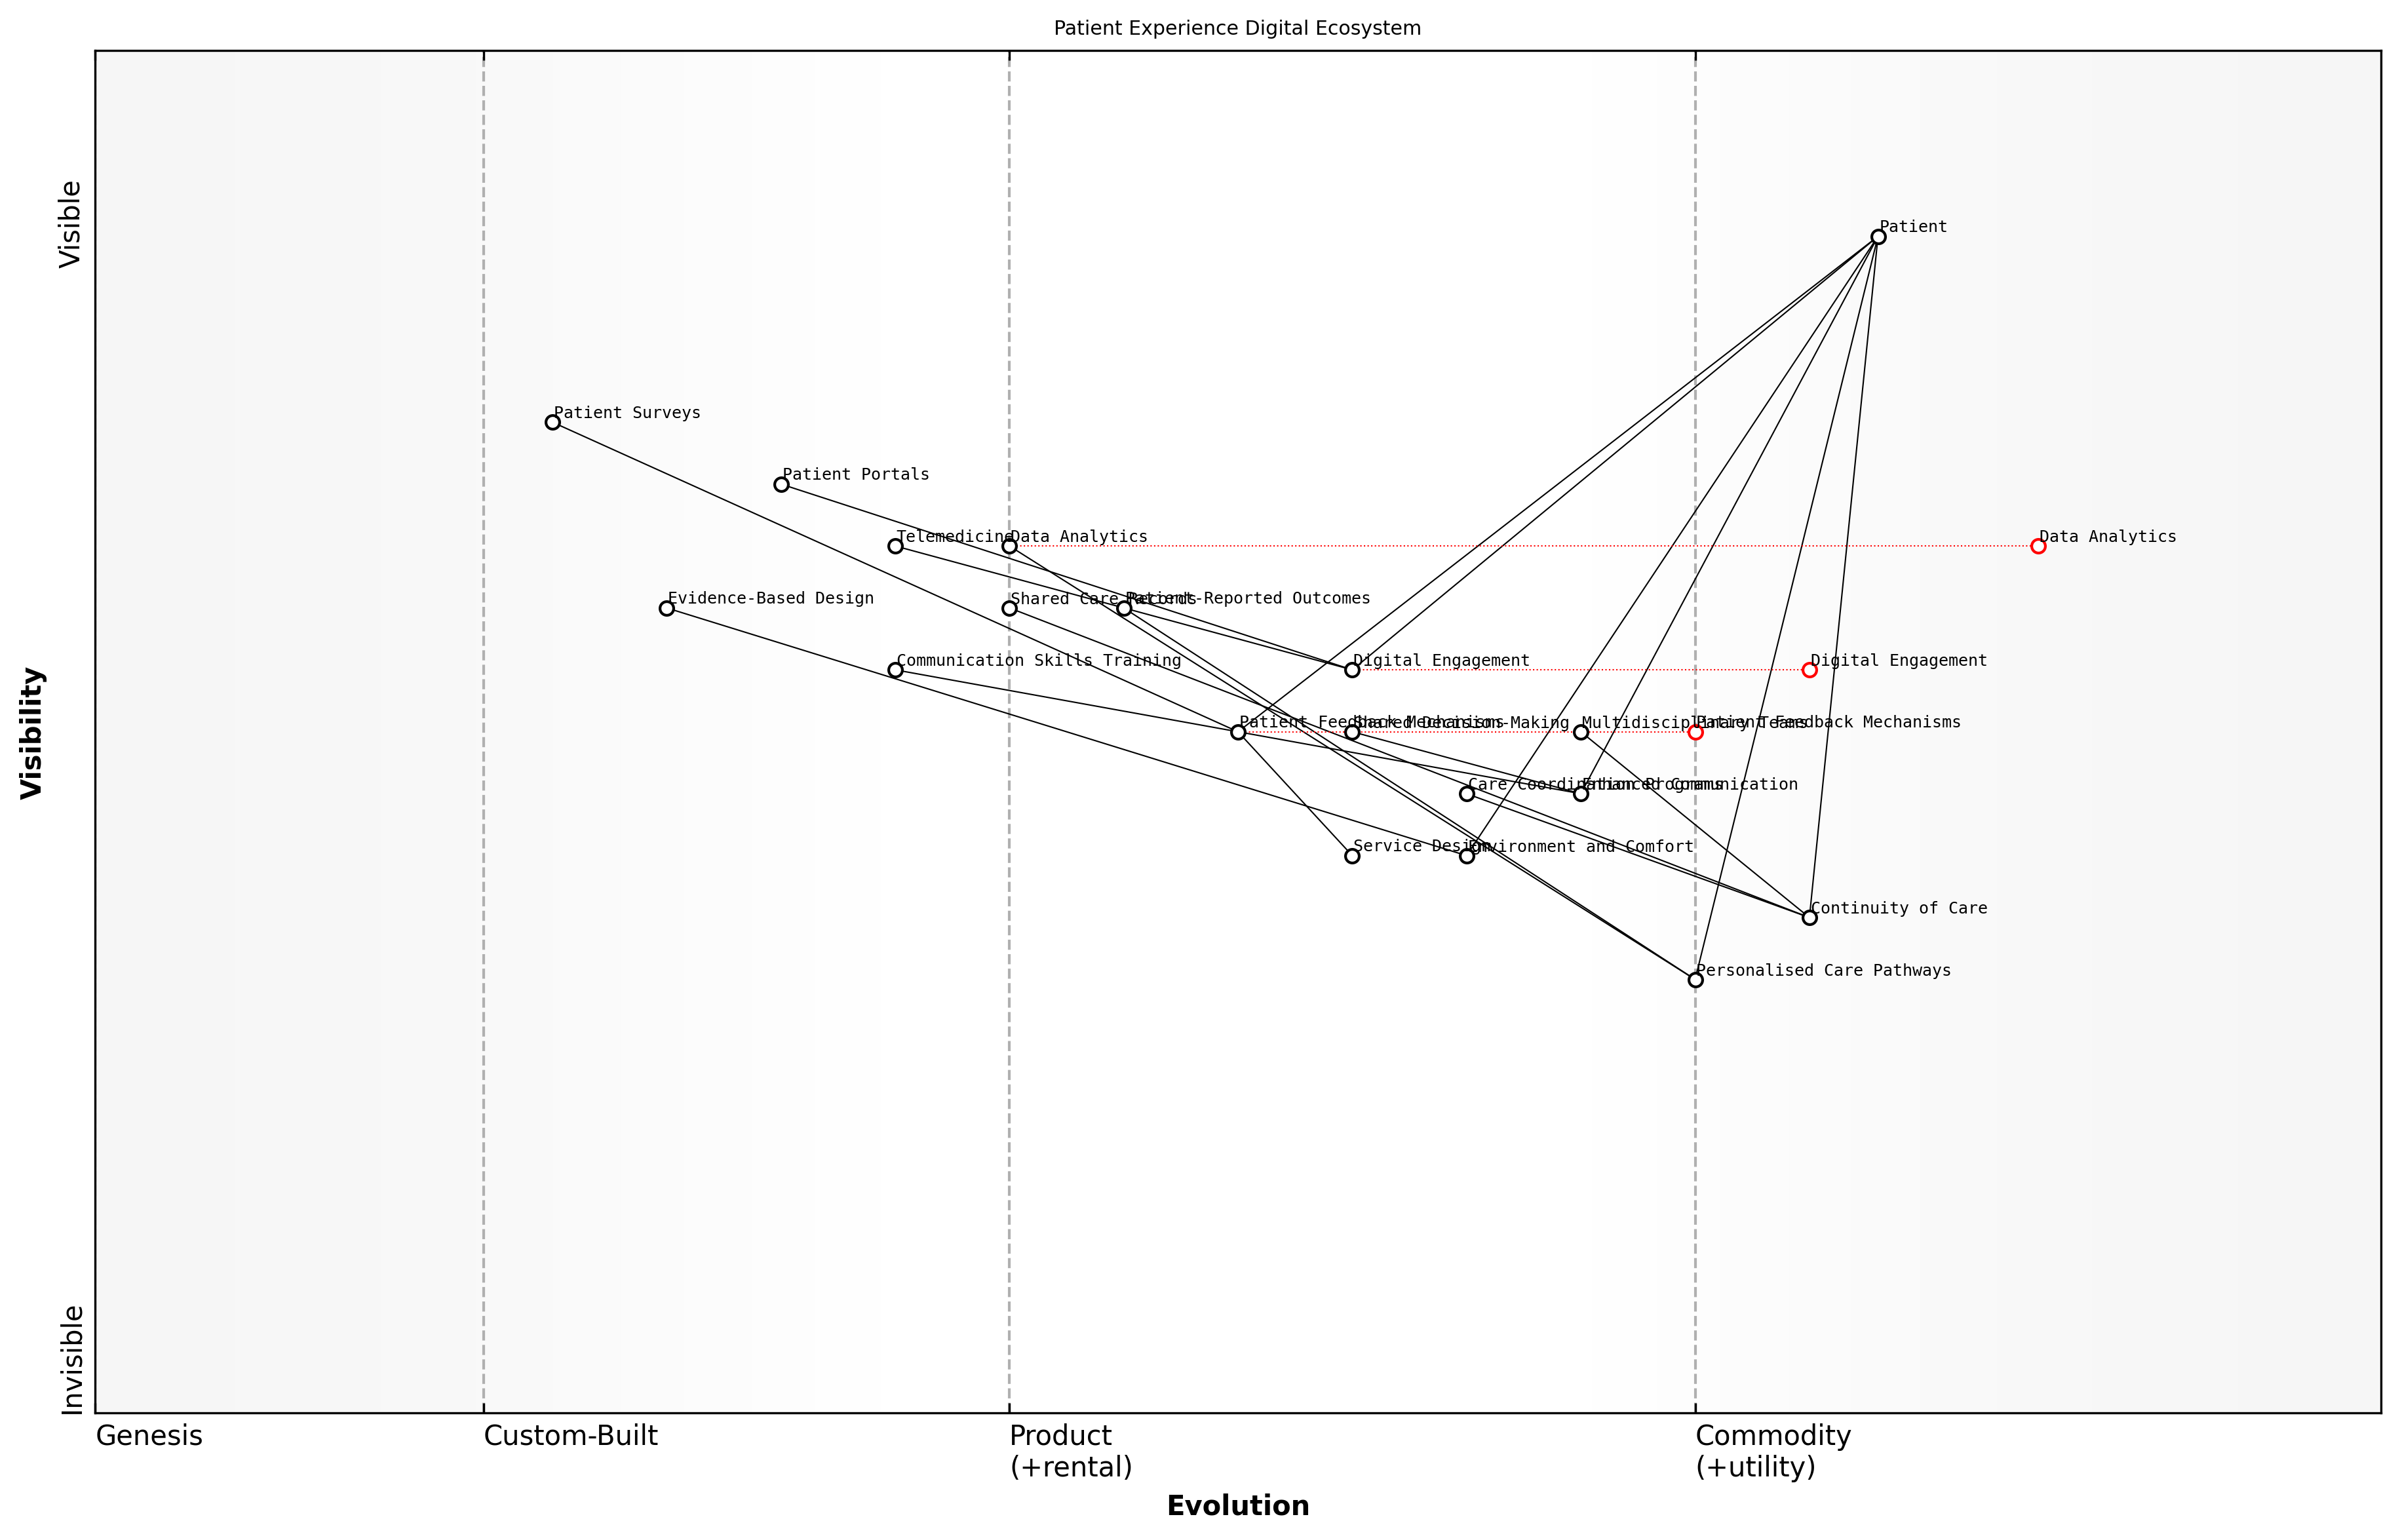 Patient Experience Digital Ecosystem
Visible
Patient
Patient Surveys
Patient Portals
Telemedicine
Data Analytics
Data Analytics
Evidence-Based Design
Shared Care Records
Patient-Reported Outcomes
Communication Skills Training
Digital Engagement
Digital Engagement
Patient Feedback Mechanisms
Shared Decision-Making
Multidisciplinary Teams
Patient Feedback Mechanisms
Care Coordination Programs
Enhanced Communication
Service Design
Environment and Comfort
Continuity of Care
Personalised Care Pathways
Visibility
Invisible
Genesis
Custom-Built
Product
(+rental)
Commodity
(+utility)
Evolution